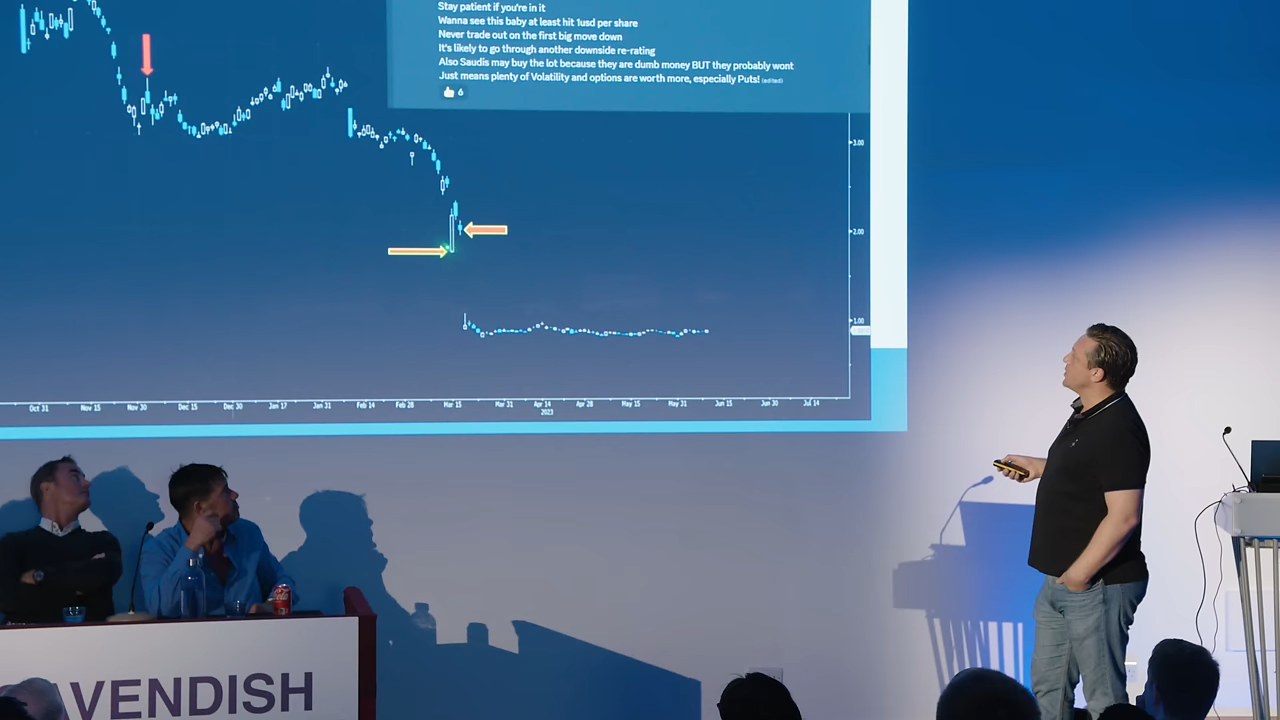 Stay patient if you're in it
Wanna see this baby at least hit 1usd per share
Never trade out on the first big move down
It's likely to go through another downside re-rating
Also Saudis may buy the lot because they are dumb money BUT they probably wont
Just means plenty of Volatility and options are worth more, especially Puts! (edited)
6
3.00
2.00
1.00
Oct 31 Nov 15 Nov 30 Dec 15 Dec 30 Jan 17 Jan 31 Feb 14 Feb 28 Mar 15 Mar 31 Apr 14 Apr 28 May 15 May 31 Jun 15 Jun 30 Jul 14
2023
AVENDISH